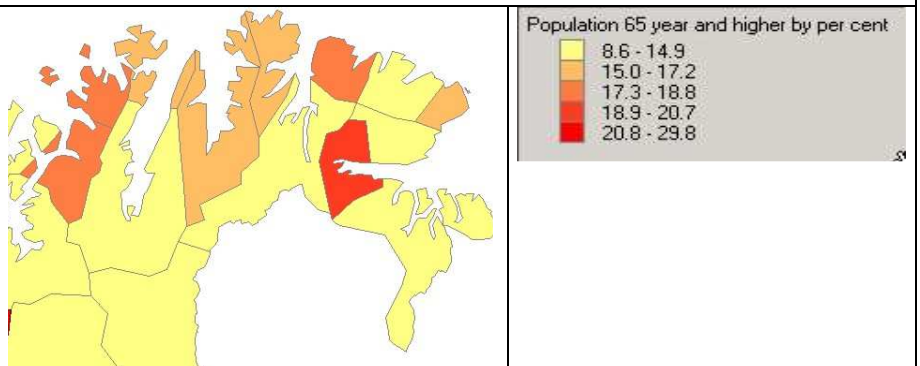 Population 65 year and higher by per cent
8.6 - 14.9
15.0 - 17.2
17.3 - 18.8
18.9 - 20.7
20.8 - 29.8